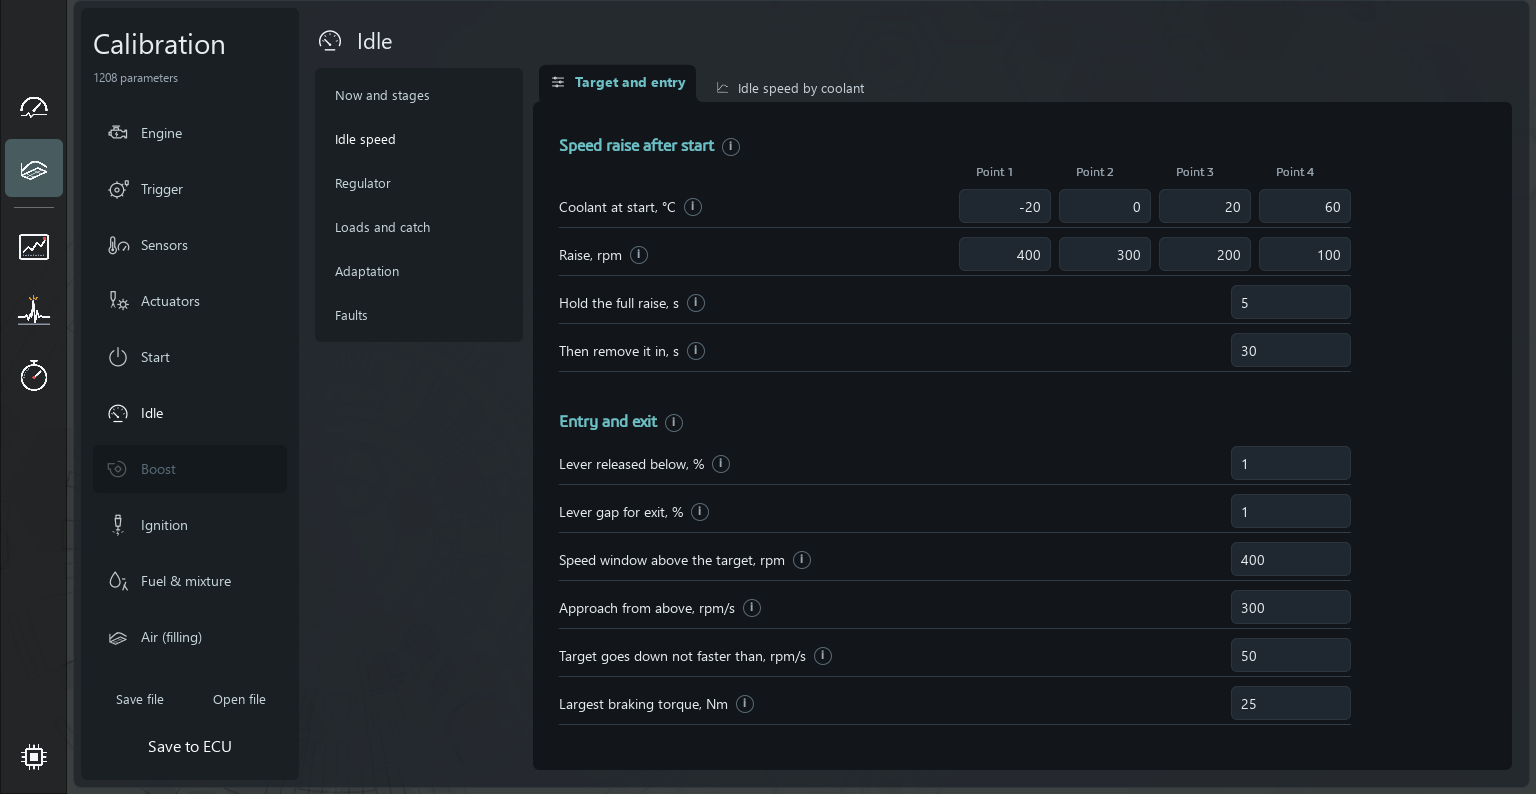 Calibration
1208 parameters
Engine
Trigger
Sensors
Actuators
Start
Idle
Boost
Ignition
Fuel & mixture
Air (filling)
Save file Open file
Save to ECU
Idle
Now and stages
Idle speed
Regulator
Loads and catch
Adaptation
Faults
Target and entry Idle speed by coolant
Speed raise after start
Point 1 Point 2 Point 3 Point 4
Coolant at start, °C -20 0 20 60
Raise, rpm 400 300 200 100
Hold the full raise, s 5
Then remove it in, s 30
Entry and exit
Lever released below, % 1
Lever gap for exit, % 1
Speed window above the target, rpm 400
Approach from above, rpm/s 300
Target goes down not faster than, rpm/s 50
Largest braking torque, Nm 25